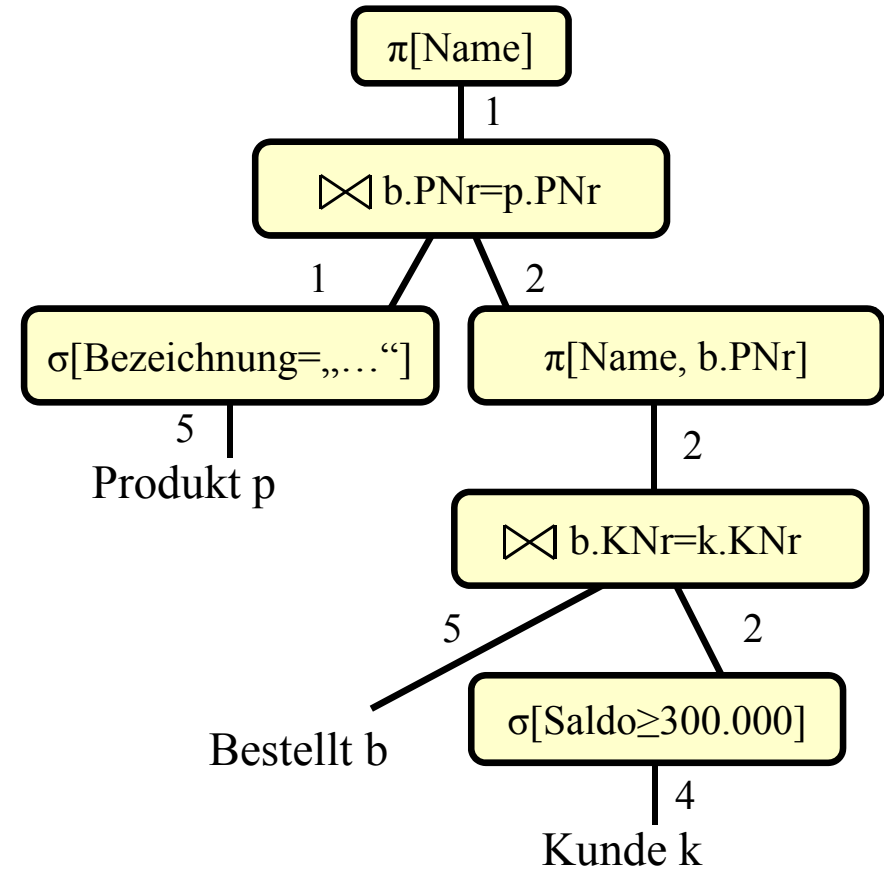 π[Name]
1
⋈ b.PNr=p.PNr
1
2
σ[Bezeichnung=„…“]
π[Name, b.PNr]
5
2
Produkt p
⋈ b.KNr=k.KNr
5
2
σ[Saldo≥300.000]
Bestellt b
4
Kunde k